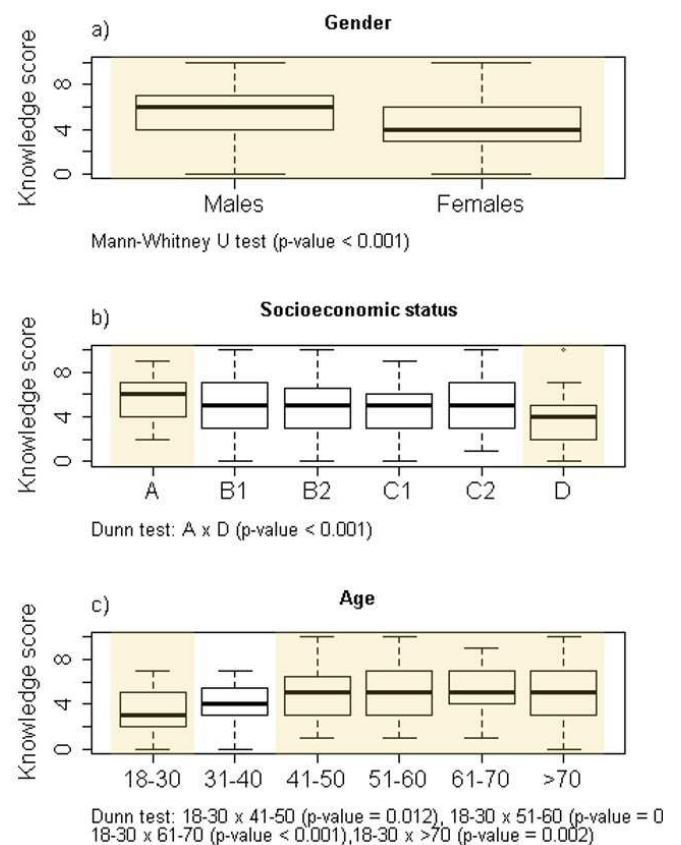 a)
Gender
Knowledge score
0 4 8
Males Females
Mann-Whitney U test (p-value < 0.001)
b)
Socioeconomic status
Knowledge score
0 4 8
A B1 B2 C1 C2 D
Dunn test: A x D (p-value < 0.001)
c)
Age
Knowledge score
0 4 8
18-30 31-40 41-50 51-60 61-70 >70
Dunn test: 18-30 x 41-50 (p-value = 0.012), 18-30 x 51-60 (p-value = 0
18-30 x 61-70 (p-value < 0.001),18-30 x >70 (p-value = 0.002)